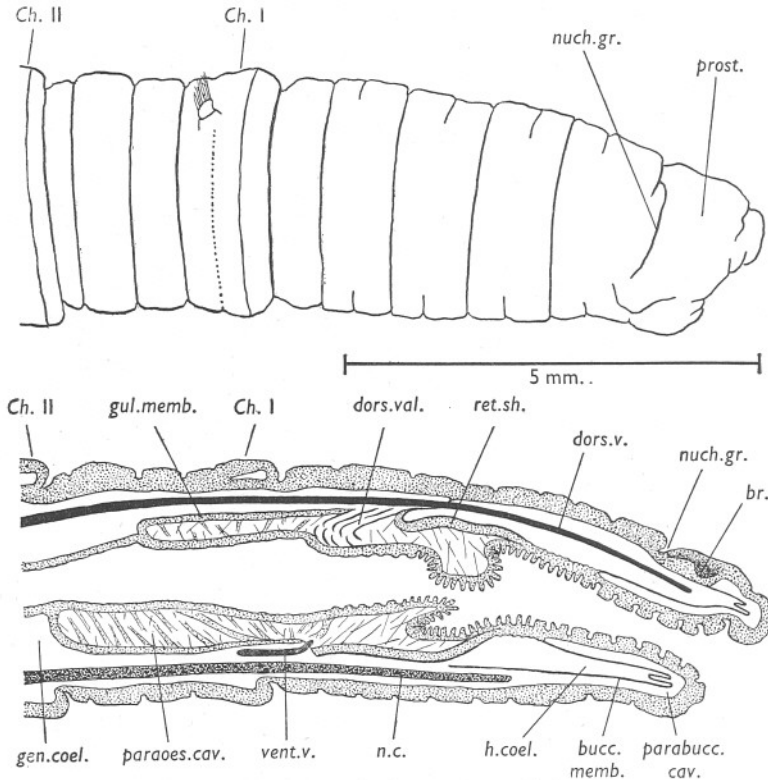 Ch. II
Ch. I
nuch.gr.
prost.
5 mm..
Ch. II
gul.memb.
Ch. I
dors.val.
ret.sh.
dors.v.
nuch.gr.
br.
gen.coel.
paraoes.cav.
vent.v.
n.c.
h.coel.
bucc.
memb.
parabucc.
cav.